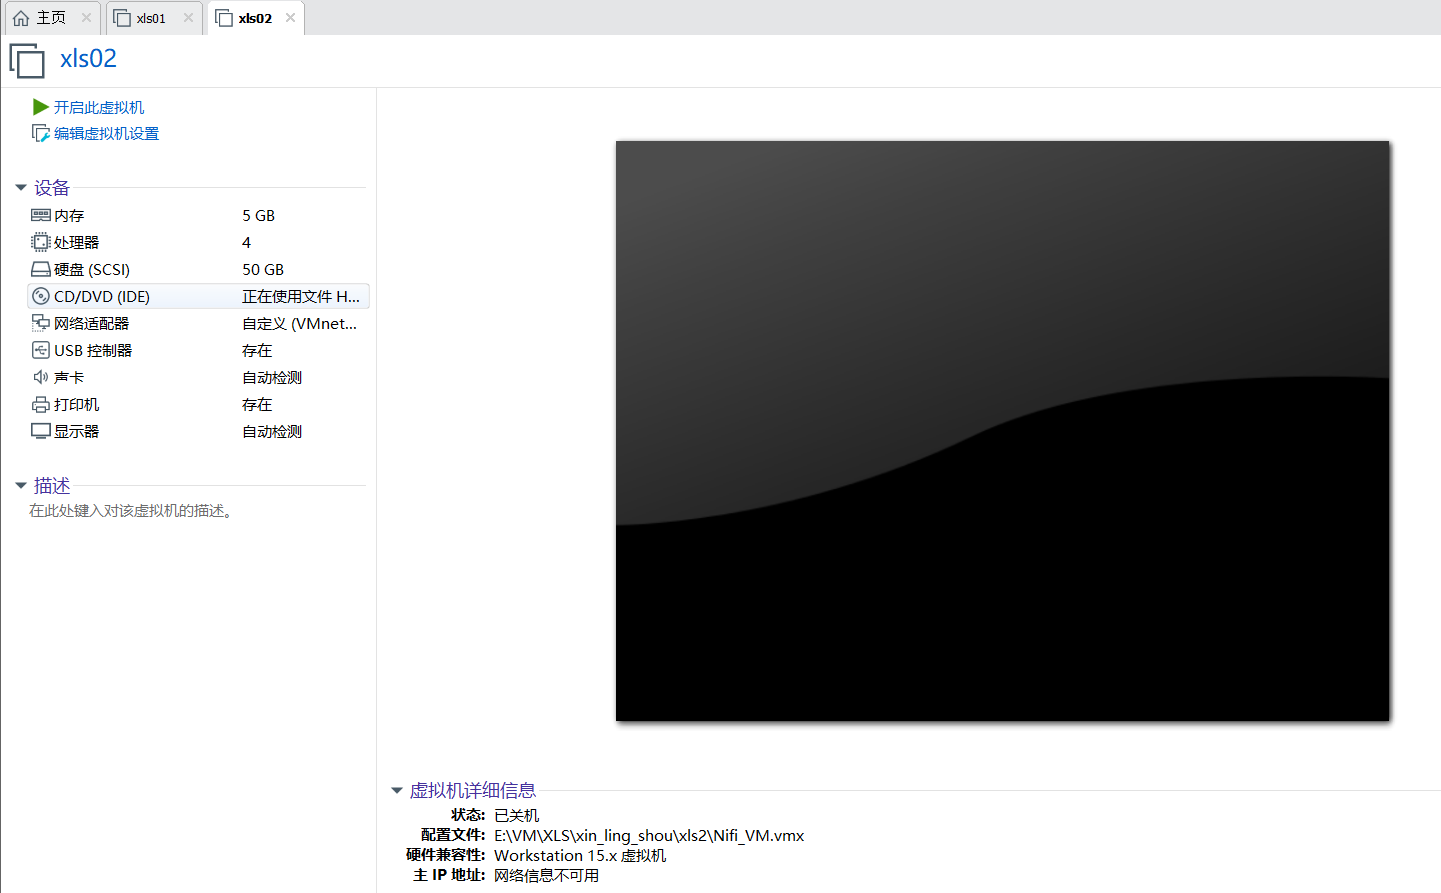 主页 xls01 xls02
xls02
开启此虚拟机
编辑虚拟机设置
设备
内存 5 GB
处理器 4
硬盘 (SCSI) 50 GB
CD/DVD (IDE) 正在使用文件 H...
网络适配器 自定义 (VMnet...
USB 控制器 存在
声卡 自动检测
打印机 存在
显示器 自动检测
描述
在此处键入对该虚拟机的描述。
虚拟机详细信息
状态: 已关机
配置文件: E:\VM\XLS\xin_ling_shou\xls2\Nifi_VM.vmx
硬件兼容性: Workstation 15.x 虚拟机
主 IP 地址: 网络信息不可用